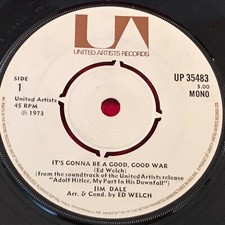 UA
UNITED ARTISTS RECORDS
SIDE
1
United Artists
45 RPM
℗ 1973
UP 35483
3.00
MONO
IT'S GONNA BE A GOOD, GOOD WAR
(Ed Welch)
(from the soundtrack of the United Artists release
"Adolf Hitler, My Part In His Downfall")
JIM DALE
Arr. & Cond. by ED WELCH